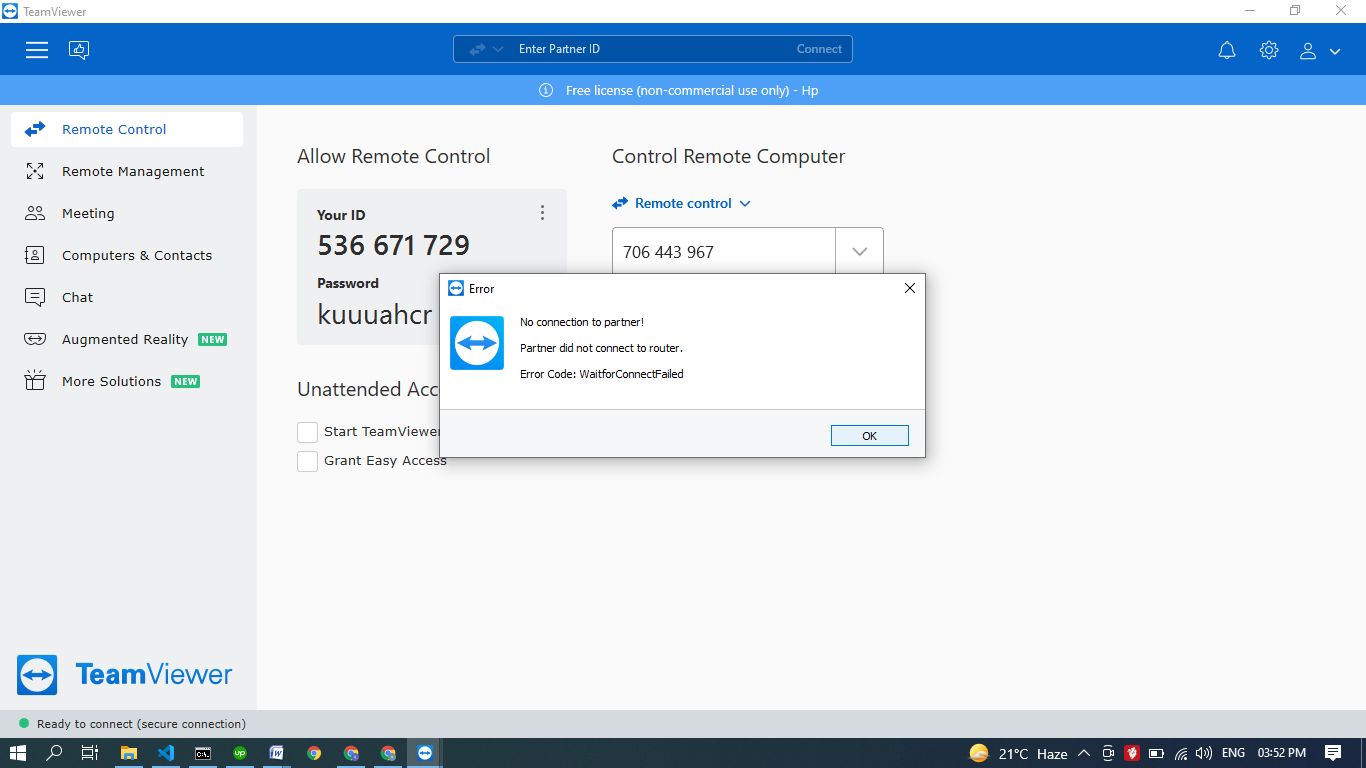 TeamViewer
Enter Partner ID
Connect
Free license (non-commercial use only) - Hp
Remote Control
Remote Management
Meeting
Computers & Contacts
Chat
Augmented Reality NEW
More Solutions NEW
TeamViewer
Allow Remote Control
Your ID
536 671 729
Password
kuuuahcr
Unattended Acc
Start TeamViewer
Grant Easy Access
Control Remote Computer
Remote control
706 443 967
Error
No connection to partner!
Partner did not connect to router.
Error Code: WaitforConnectFailed
OK
Ready to connect (secure connection)
C:\_
up
W
21°C Haze
ENG
03:52 PM